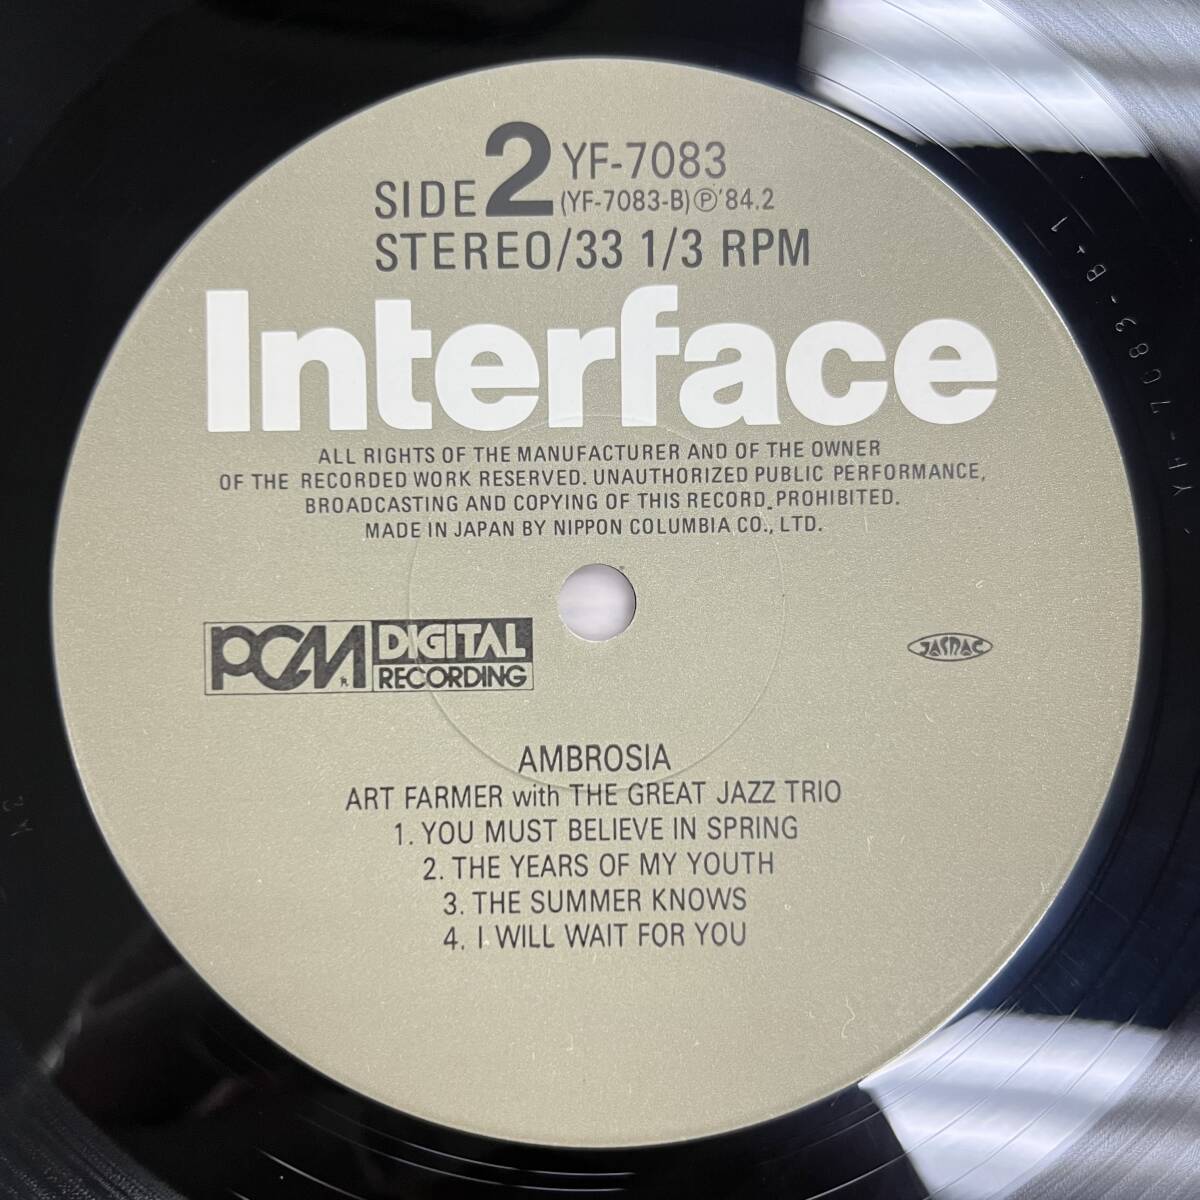 SIDE 2 YF-7083
(YF-7083-B)Ⓟ'84.2
STEREO/33 1/3 RPM
Interface
ALL RIGHTS OF THE MANUFACTURER AND OF THE OWNER
OF THE RECORDED WORK RESERVED. UNAUTHORIZED PUBLIC PERFORMANCE,
BROADCASTING AND COPYING OF THIS RECORD PROHIBITED.
MADE IN JAPAN BY NIPPON COLUMBIA CO., LTD.
PCM DIGITAL
RECORDING
JASRAC
AMBROSIA
ART FARMER with THE GREAT JAZZ TRIO
1. YOU MUST BELIEVE IN SPRING
2. THE YEARS OF MY YOUTH
3. THE SUMMER KNOWS
4. I WILL WAIT FOR YOU